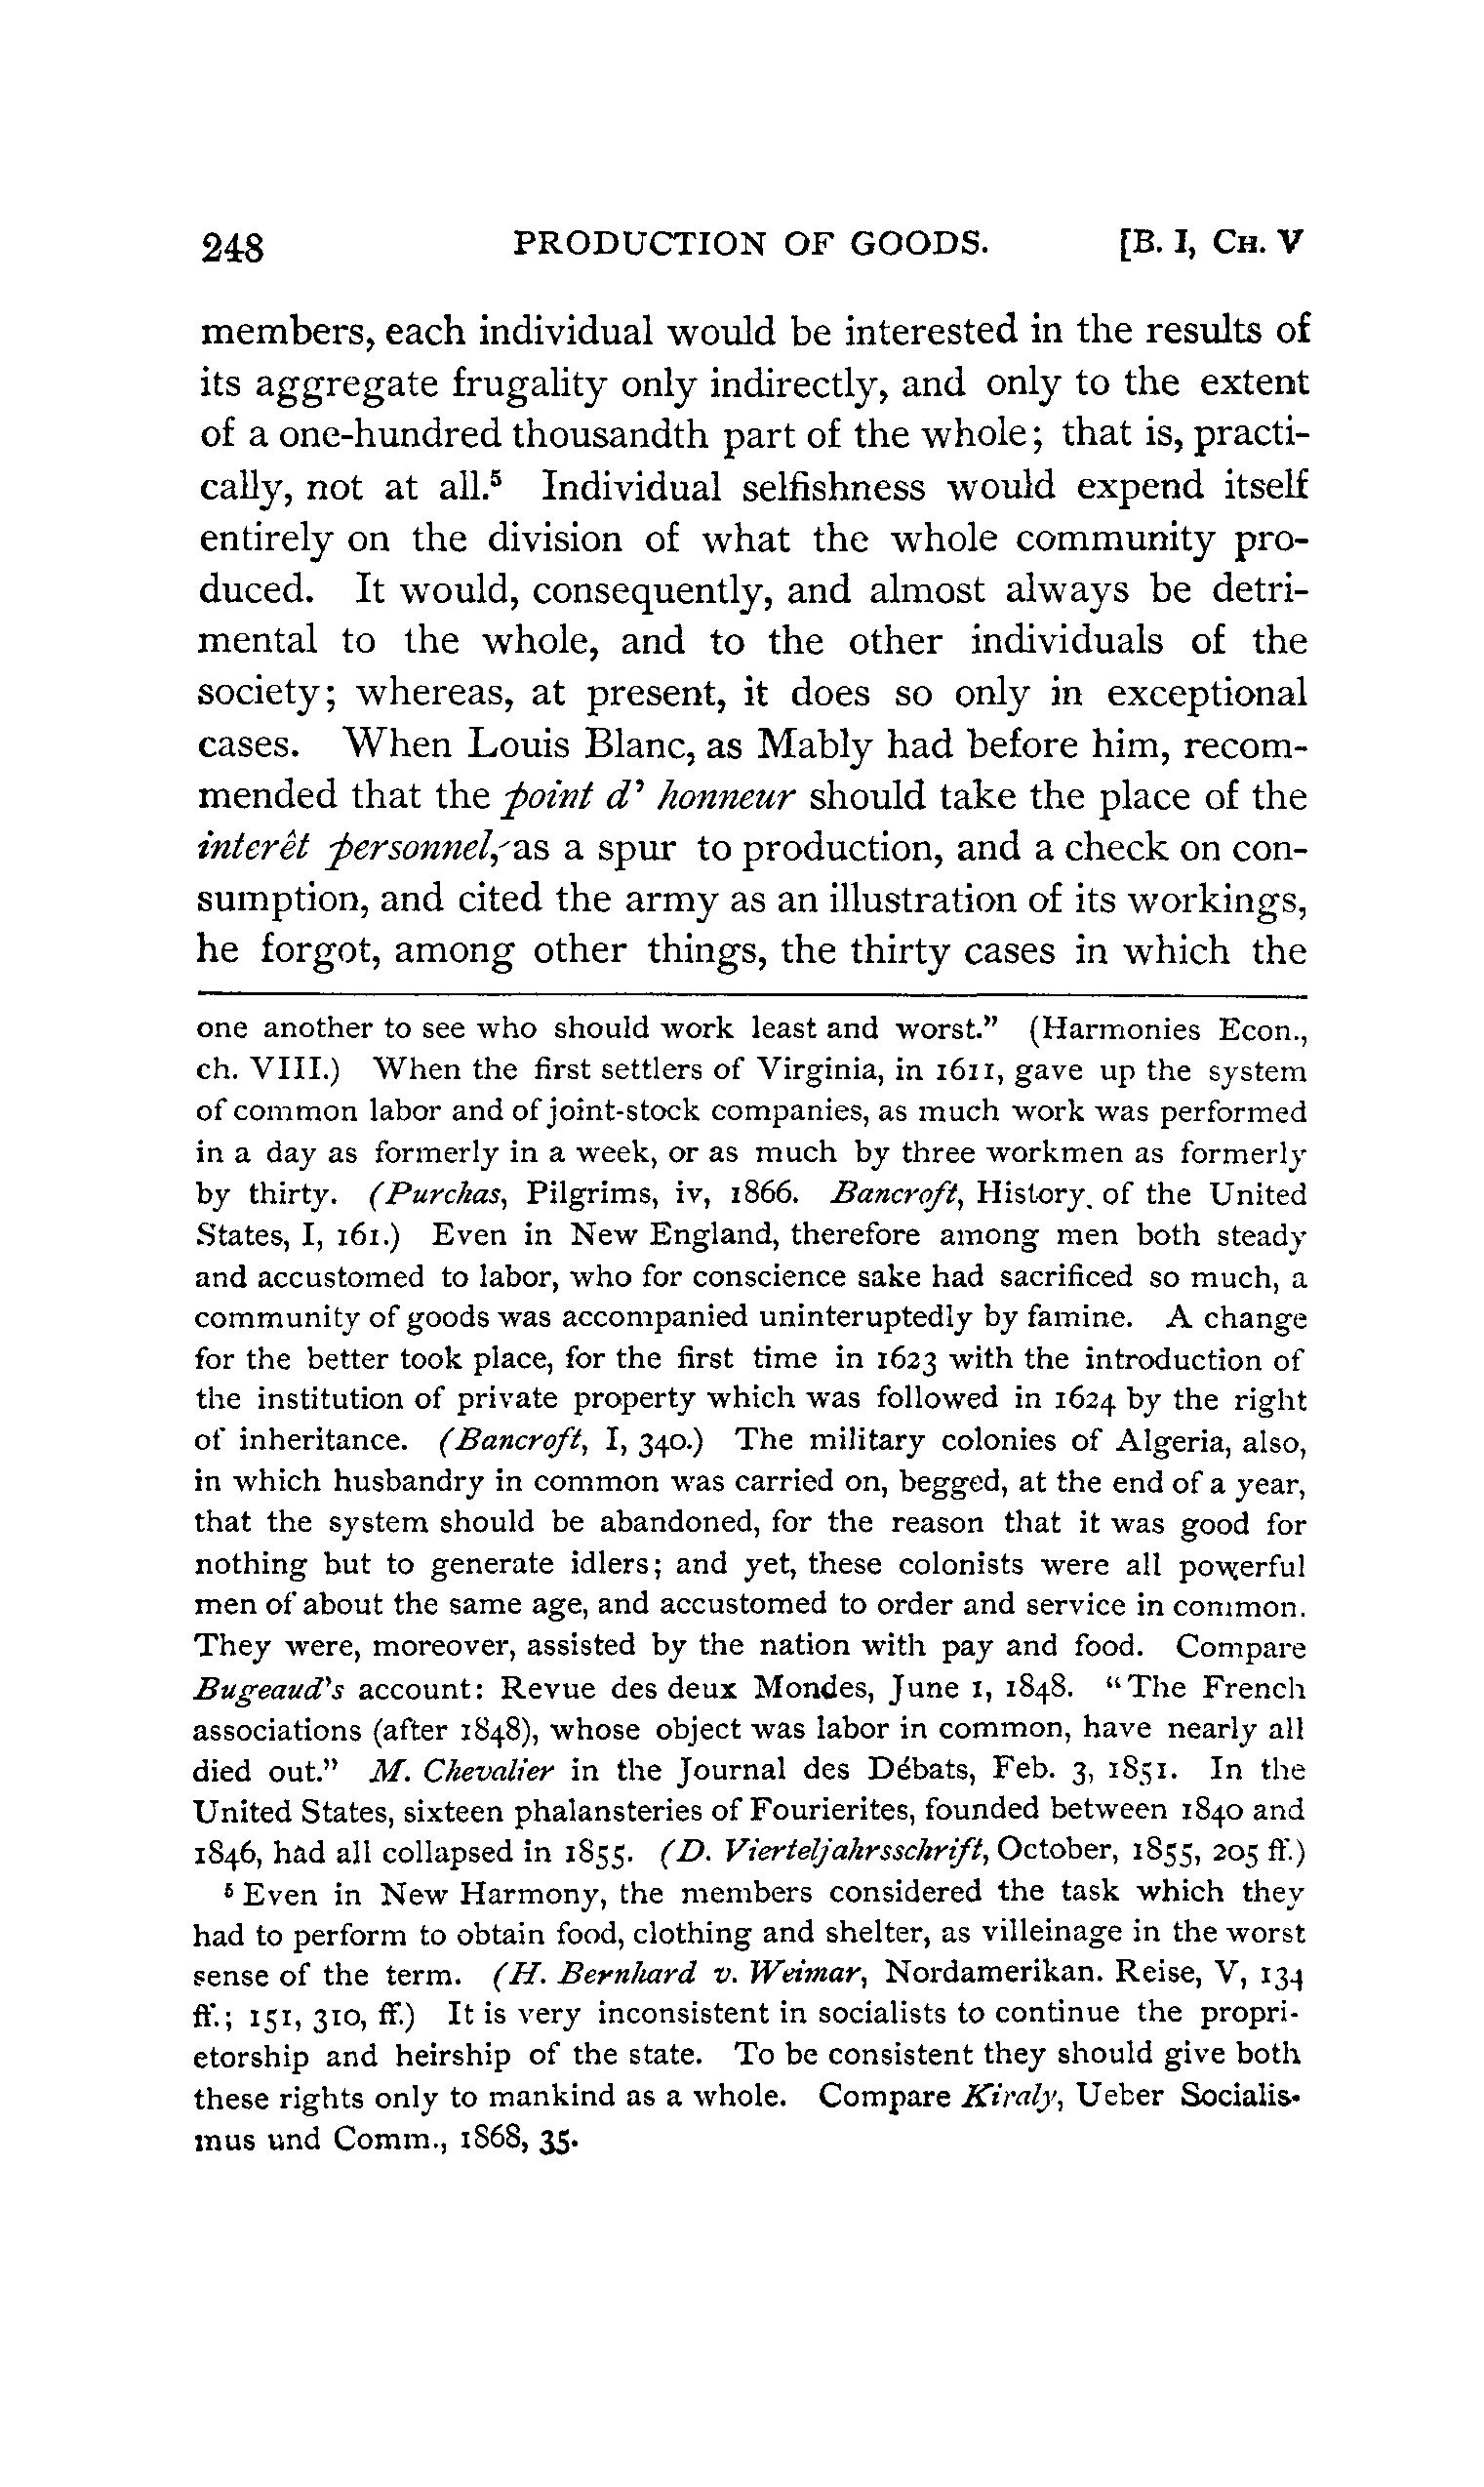 248 PRODUCTION OF GOODS. [B. I, CH. V
members, each individual would be interested in the results of
its aggregate frugality only indirectly, and only to the extent
of a one-hundred thousandth part of the whole; that is, practi-
cally, not at all.⁵ Individual selfishness would expend itself
entirely on the division of what the whole community pro-
duced. It would, consequently, and almost always be detri-
mental to the whole, and to the other individuals of the
society; whereas, at present, it does so only in exceptional
cases. When Louis Blanc, as Mably had before him, recom-
mended that the point d' honneur should take the place of the
interêt personnel, as a spur to production, and a check on con-
sumption, and cited the army as an illustration of its workings,
he forgot, among other things, the thirty cases in which the
one another to see who should work least and worst." (Harmonies Econ.,
ch. VIII.) When the first settlers of Virginia, in 1611, gave up the system
of common labor and of joint-stock companies, as much work was performed
in a day as formerly in a week, or as much by three workmen as formerly
by thirty. (Purchas, Pilgrims, iv, 1866. Bancroft, History. of the United
States, I, 161.) Even in New England, therefore among men both steady
and accustomed to labor, who for conscience sake had sacrificed so much, a
community of goods was accompanied uninteruptedly by famine. A change
for the better took place, for the first time in 1623 with the introduction of
the institution of private property which was followed in 1624 by the right
of inheritance. (Bancroft, I, 340.) The military colonies of Algeria, also,
in which husbandry in common was carried on, begged, at the end of a year,
that the system should be abandoned, for the reason that it was good for
nothing but to generate idlers; and yet, these colonists were all powerful
men of about the same age, and accustomed to order and service in common.
They were, moreover, assisted by the nation with pay and food. Compare
Bugeaud's account: Revue des deux Mondes, June 1, 1848. "The French
associations (after 1848), whose object was labor in common, have nearly all
died out." M. Chevalier in the Journal des Débats, Feb. 3, 1851. In the
United States, sixteen phalansteries of Fourierites, founded between 1840 and
1846, had all collapsed in 1855. (D. Vierteljahrsschrift, October, 1855, 205 ff.)
⁵ Even in New Harmony, the members considered the task which they
had to perform to obtain food, clothing and shelter, as villeinage in the worst
sense of the term. (H. Bernhard v. Weimar, Nordamerikan. Reise, V, 134
ff.; 151, 310, ff.) It is very inconsistent in socialists to continue the propri-
etorship and heirship of the state. To be consistent they should give both
these rights only to mankind as a whole. Compare Kiraly, Ueber Socialis-
mus und Comm., 1868, 35.